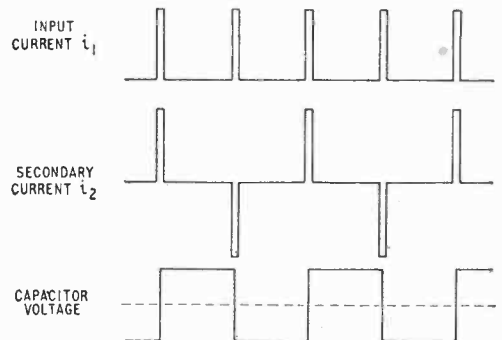 INPUT
CURRENT i1
SECONDARY
CURRENT i2
CAPACITOR
VOLTAGE